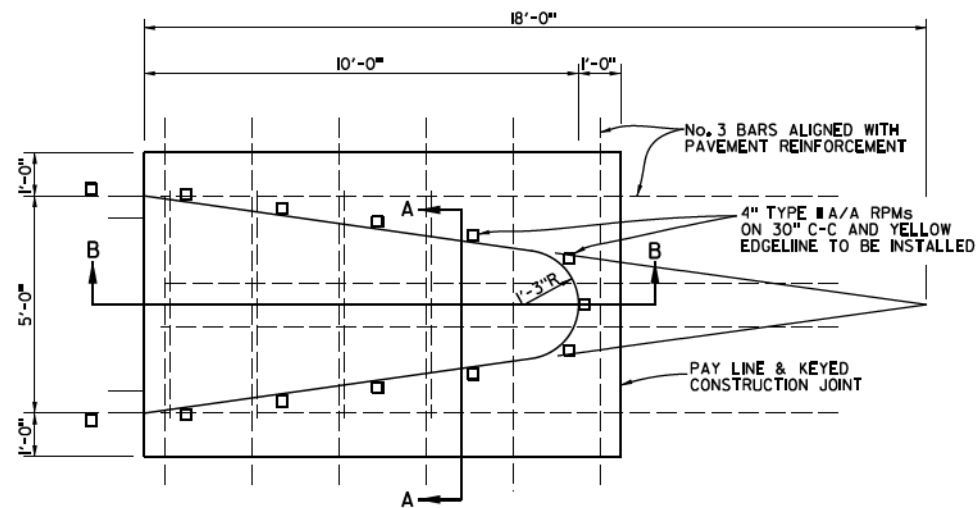 18'-0"
10'-0"
1'-0"
No. 3 BARS ALIGNED WITH
PAVEMENT REINFORCEMENT
1'-0"
A
4" TYPE II A/A RPMs
ON 30" C-C AND YELLOW
EDGELIINE TO BE INSTALLED
B
B
1'-3"R
5'-0"
PAY LINE & KEYED
CONSTRUCTION JOINT
1'-0"
A